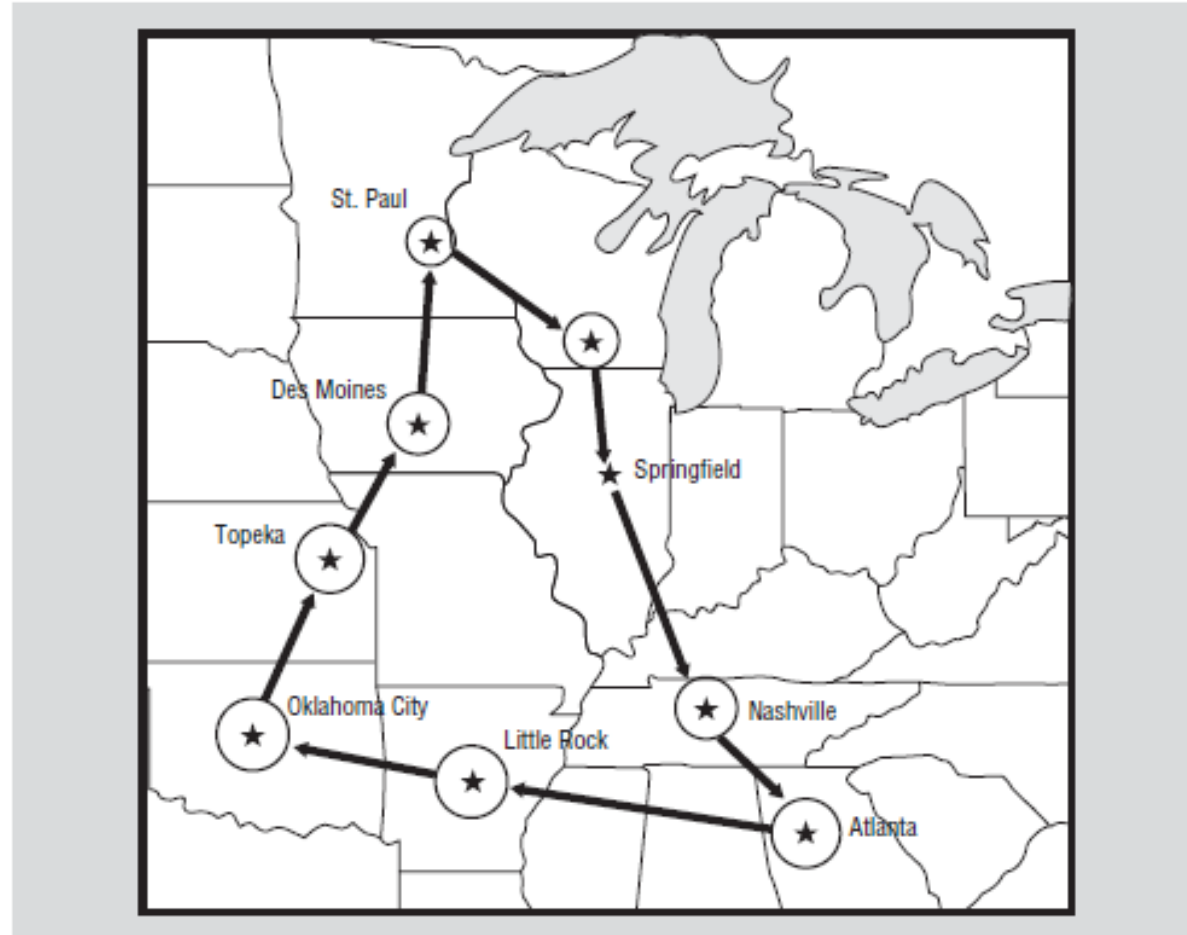 St. Paul
Des Moines
Springfield
Topeka
Oklahoma City
Nashville
Little Rock
Atlanta